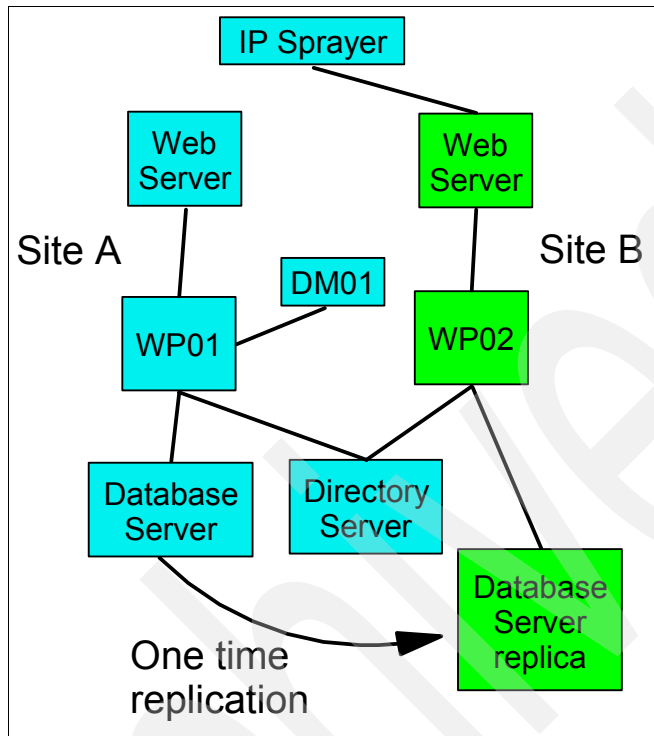 IP Sprayer
Web
Server
Web
Server
Site A
Site B
DM01
WP01
WP02
Database
Server
Directory
Server
Database
Server
replica
One time
replication